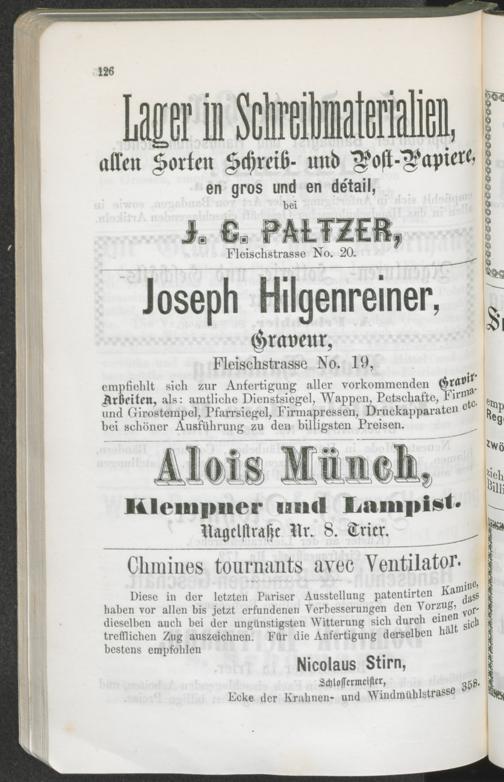 126
Lager in Schreibmaterialien,
allen Sorten Schreib- und Post-Papiere,
en gros und en détail,
bei
J. C. PALTZER,
Fleischstrasse No. 20.
Joseph Hilgenreiner,
Graveur,
Fleischstrasse No. 19,
empfiehlt sich zur Anfertigung aller vorkommenden Gravir-
Arbeiten, als: amtliche Dienstsiegel, Wappen, Petschafte, Firma-
und Girostempel, Pfarrsiegel, Firmapressen, Druckapparaten etc.
bei schöner Ausführung zu den billigsten Preisen.
Alois Münch,
Klempner und Lampist.
Nagelstraße Nr. 8. Trier.
Chmines tournants avec Ventilator.
Diese in der letzten Pariser Ausstellung patentirten Kamine,
haben vor allen bis jetzt erfundenen Verbesserungen den Vorzug, dass
dieselben auch bei der ungünstigsten Witterung sich durch einen vor-
trefflichen Zug auszeichnen. Für die Anfertigung derselben hält sich
bestens empfohlen
Nicolaus Stirn,
Schlossermeister,
Ecke der Krahnen- und Windmühlstrasse 358.